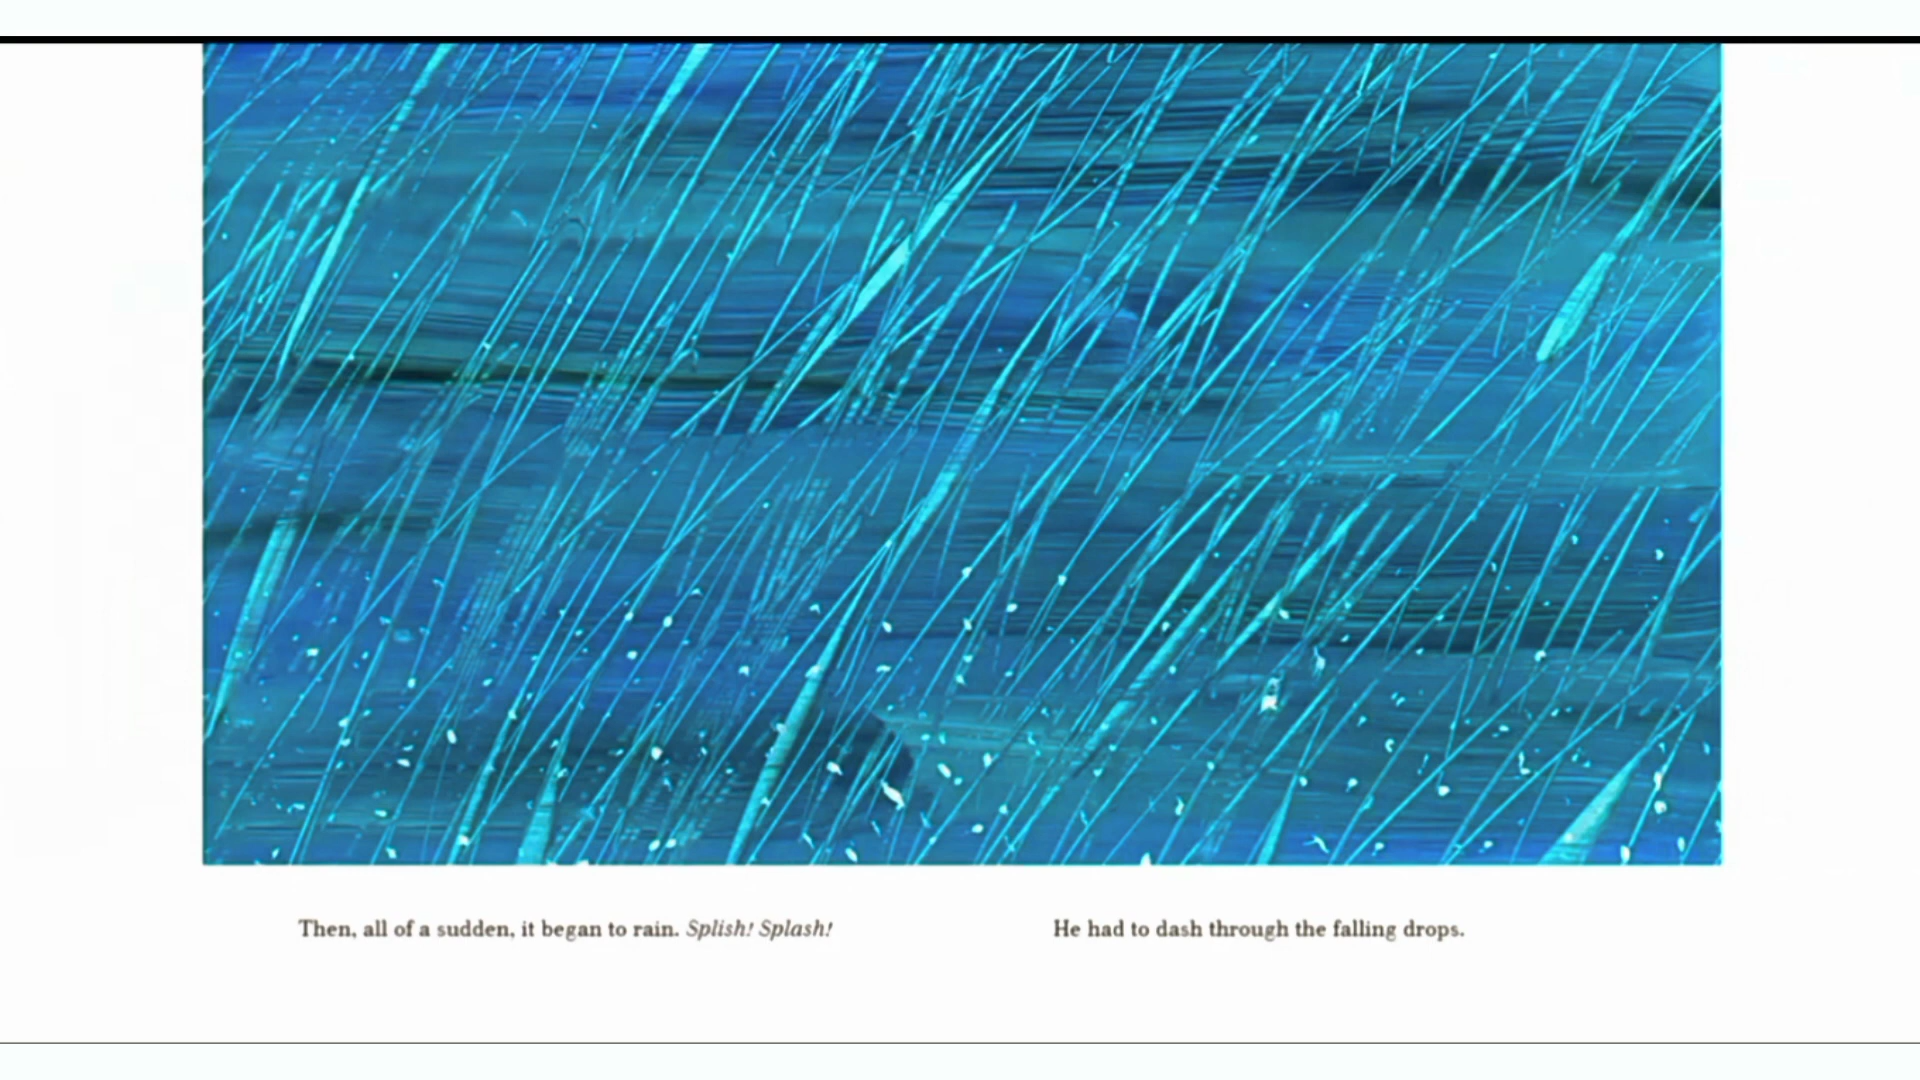 Then, all of a sudden, it began to rain. Splish! Splash!
He had to dash through the falling drops.